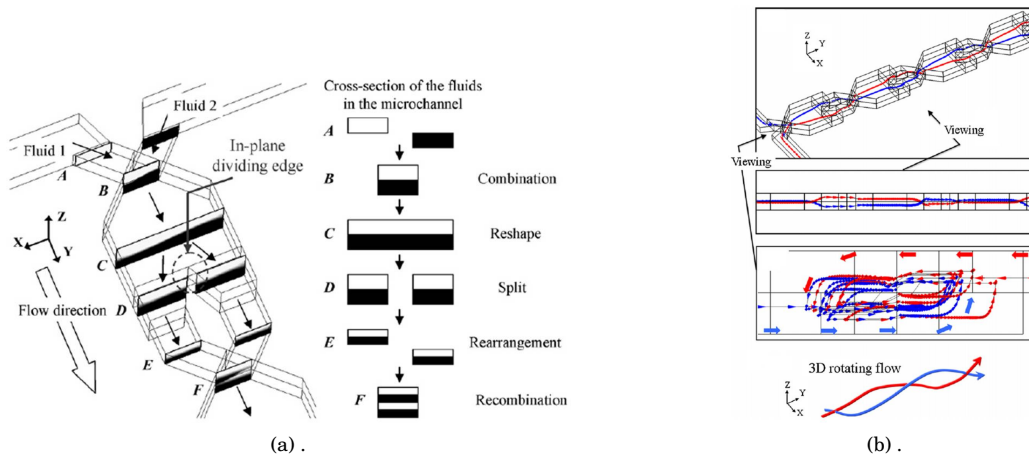 Fluid 2
Fluid 1
In-plane
dividing edge
A
B
C
D
E
F
Z
X
Y
Flow direction
Cross-section of the fluids
in the microchannel
A
B Combination
C Reshape
D Split
E Rearrangement
F Recombination
(a) .
Z
Y
X
Viewing
Viewing
3D rotating flow
Z
Y
X
(b) .